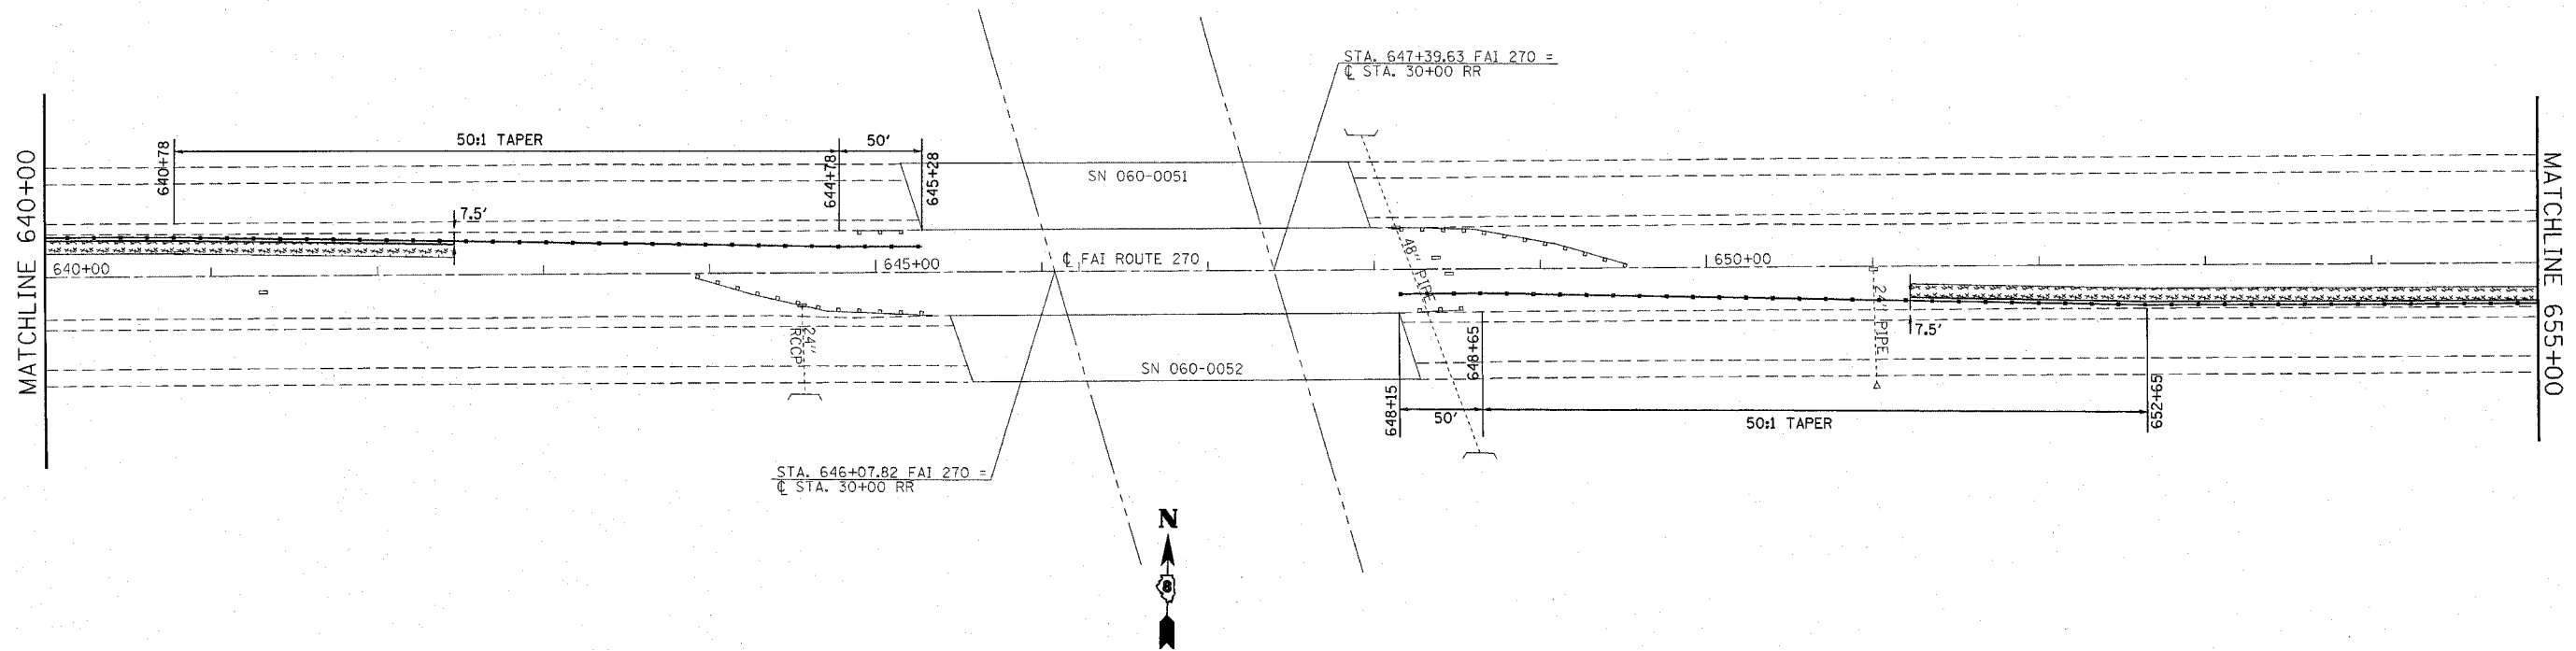 STA. 647+39.63 FAI 270 =
℄ STA. 30+00 RR
MATCHLINE 640+00
640+78
50:1 TAPER
644+78
50'
645+28
SN 060-0051
MATCHLINE 655+00
7.5'
640+00
645+00
℄ FAI ROUTE 270
48" PIPE
650+00
24" PIPE
7.5'
24"
RCCP
SN 060-0052
648+15
50'
648+65
50:1 TAPER
652+65
STA. 646+07.82 FAI 270 =
℄ STA. 30+00 RR
N
8